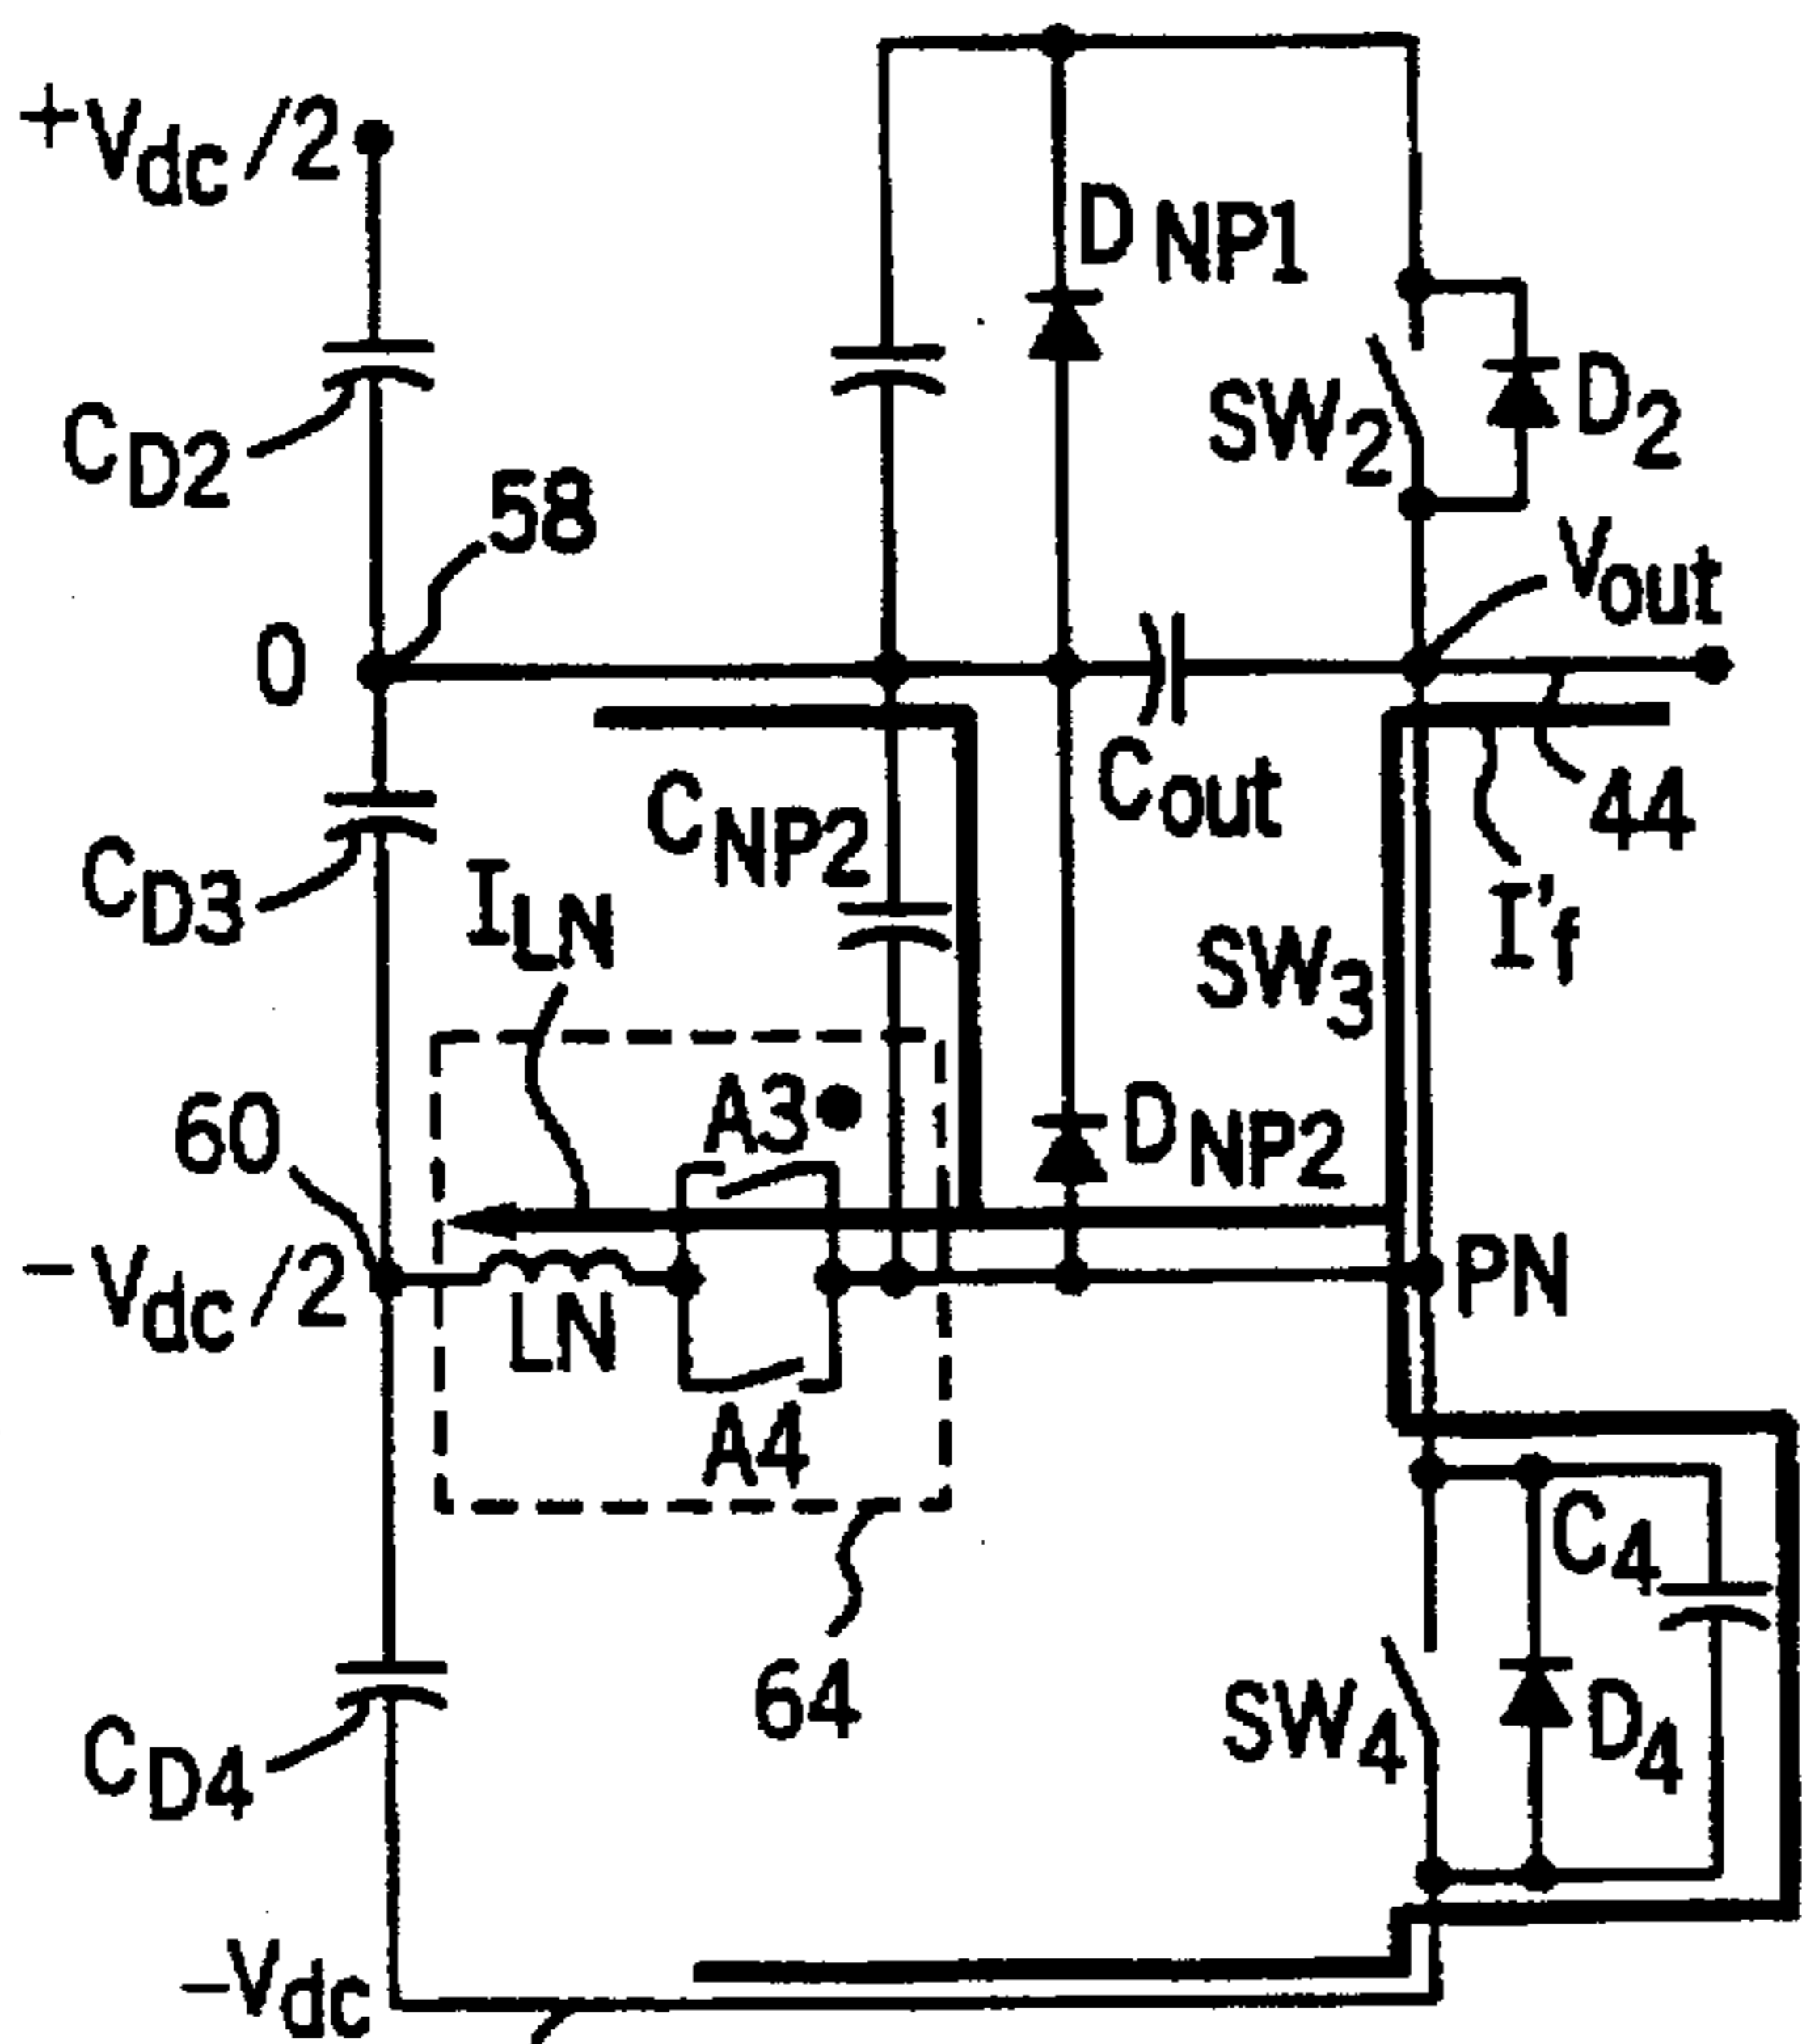 +Vdc/2
DNP1
SW2
D2
CD2
58
Vout
0
Cout
44
CNP2
CD3
ILN
I'f
SW3
A3
60
DNP2
-Vdc/2
LN
PN
A4
C4
64
SW4
D4
CD4
-Vdc